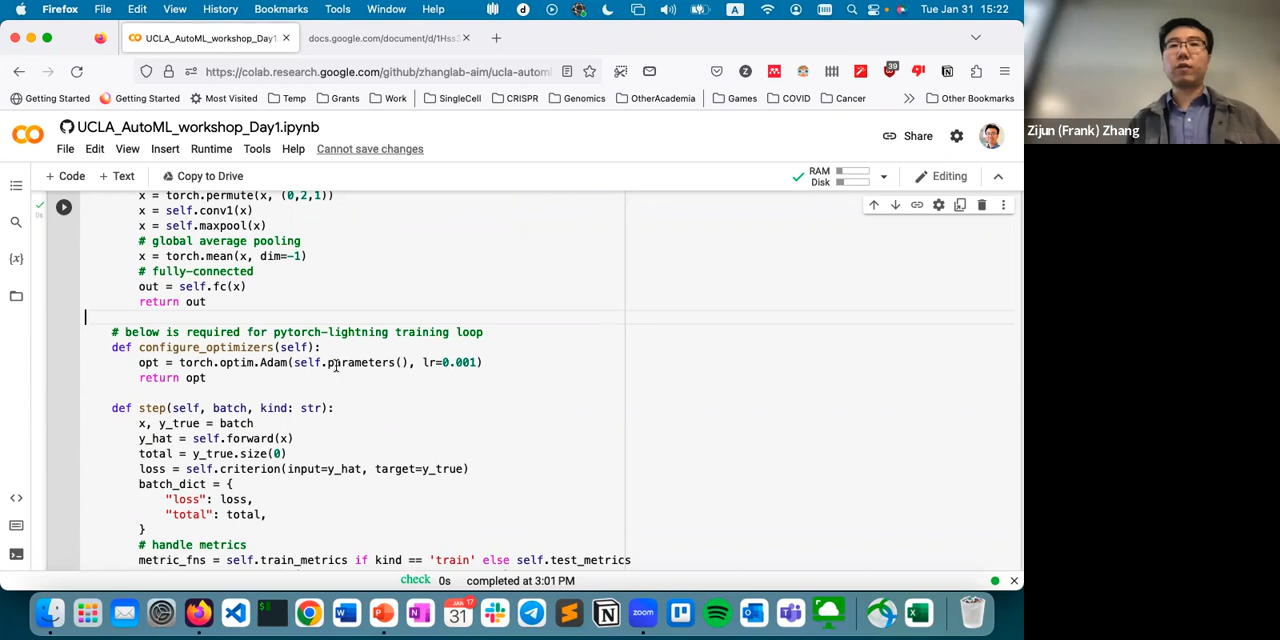 Firefox File Edit View History Bookmarks Tools Window Help A Tue Jan 31 15:22
UCLA_AutoML_workshop_Day1 × docs.google.com/document/d/1Hss × +
https://colab.research.google.com/github/zhanglab-aim/ucla-automl 39
Getting Started Getting Started Most Visited Temp Grants Work SingleCell CRISPR Genomics OtherAcademia Games COVID Cancer Other Bookmarks
UCLA_AutoML_workshop_Day1.ipynb
Share
File Edit View Insert Runtime Tools Help Cannot save changes
+ Code + Text Copy to Drive RAM Disk Editing
x = torch.permute(x, (0,2,1))
0s
x = self.conv1(x)
x = self.maxpool(x)
# global average pooling
x = torch.mean(x, dim=-1)
# fully-connected
out = self.fc(x)
return out
# below is required for pytorch-lightning training loop
def configure_optimizers(self):
opt = torch.optim.Adam(self.parameters(), lr=0.001)
return opt
def step(self, batch, kind: str):
x, y_true = batch
y_hat = self.forward(x)
total = y_true.size(0)
loss = self.criterion(input=y_hat, target=y_true)
batch_dict = {
"loss": loss,
"total": total,
}
# handle metrics
metric_fns = self.train_metrics if kind == 'train' else self.test_metrics
check 0s completed at 3:01 PM
JAN 17
31
zoom
Zijun (Frank) Zhang